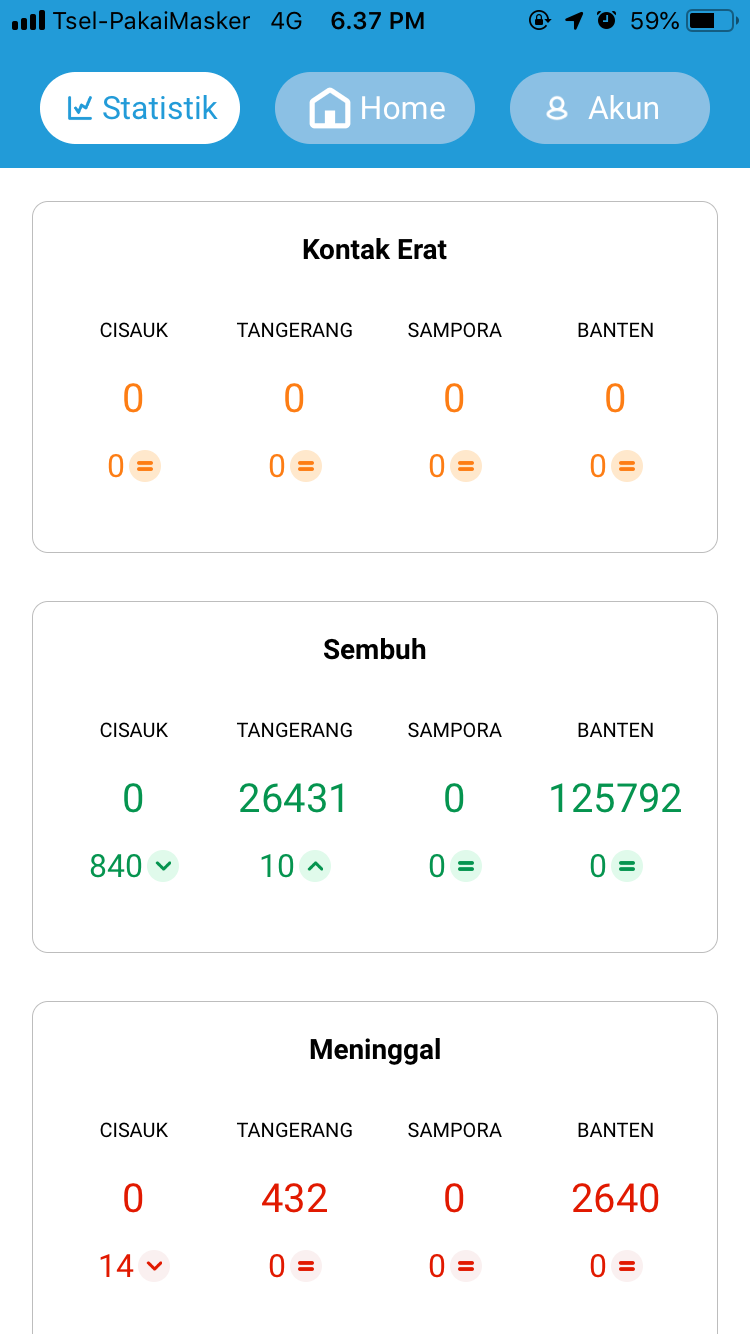 Tsel-PakaiMasker 4G 6.37 PM 59%
Statistik Home Akun
Kontak Erat
CISAUK TANGERANG SAMPORA BANTEN
0 0 0 0
0 = 0 = 0 = 0 =
Sembuh
CISAUK TANGERANG SAMPORA BANTEN
0 26431 0 125792
840 10 0 = 0 =
Meninggal
CISAUK TANGERANG SAMPORA BANTEN
0 432 0 2640
14 0 = 0 = 0 =